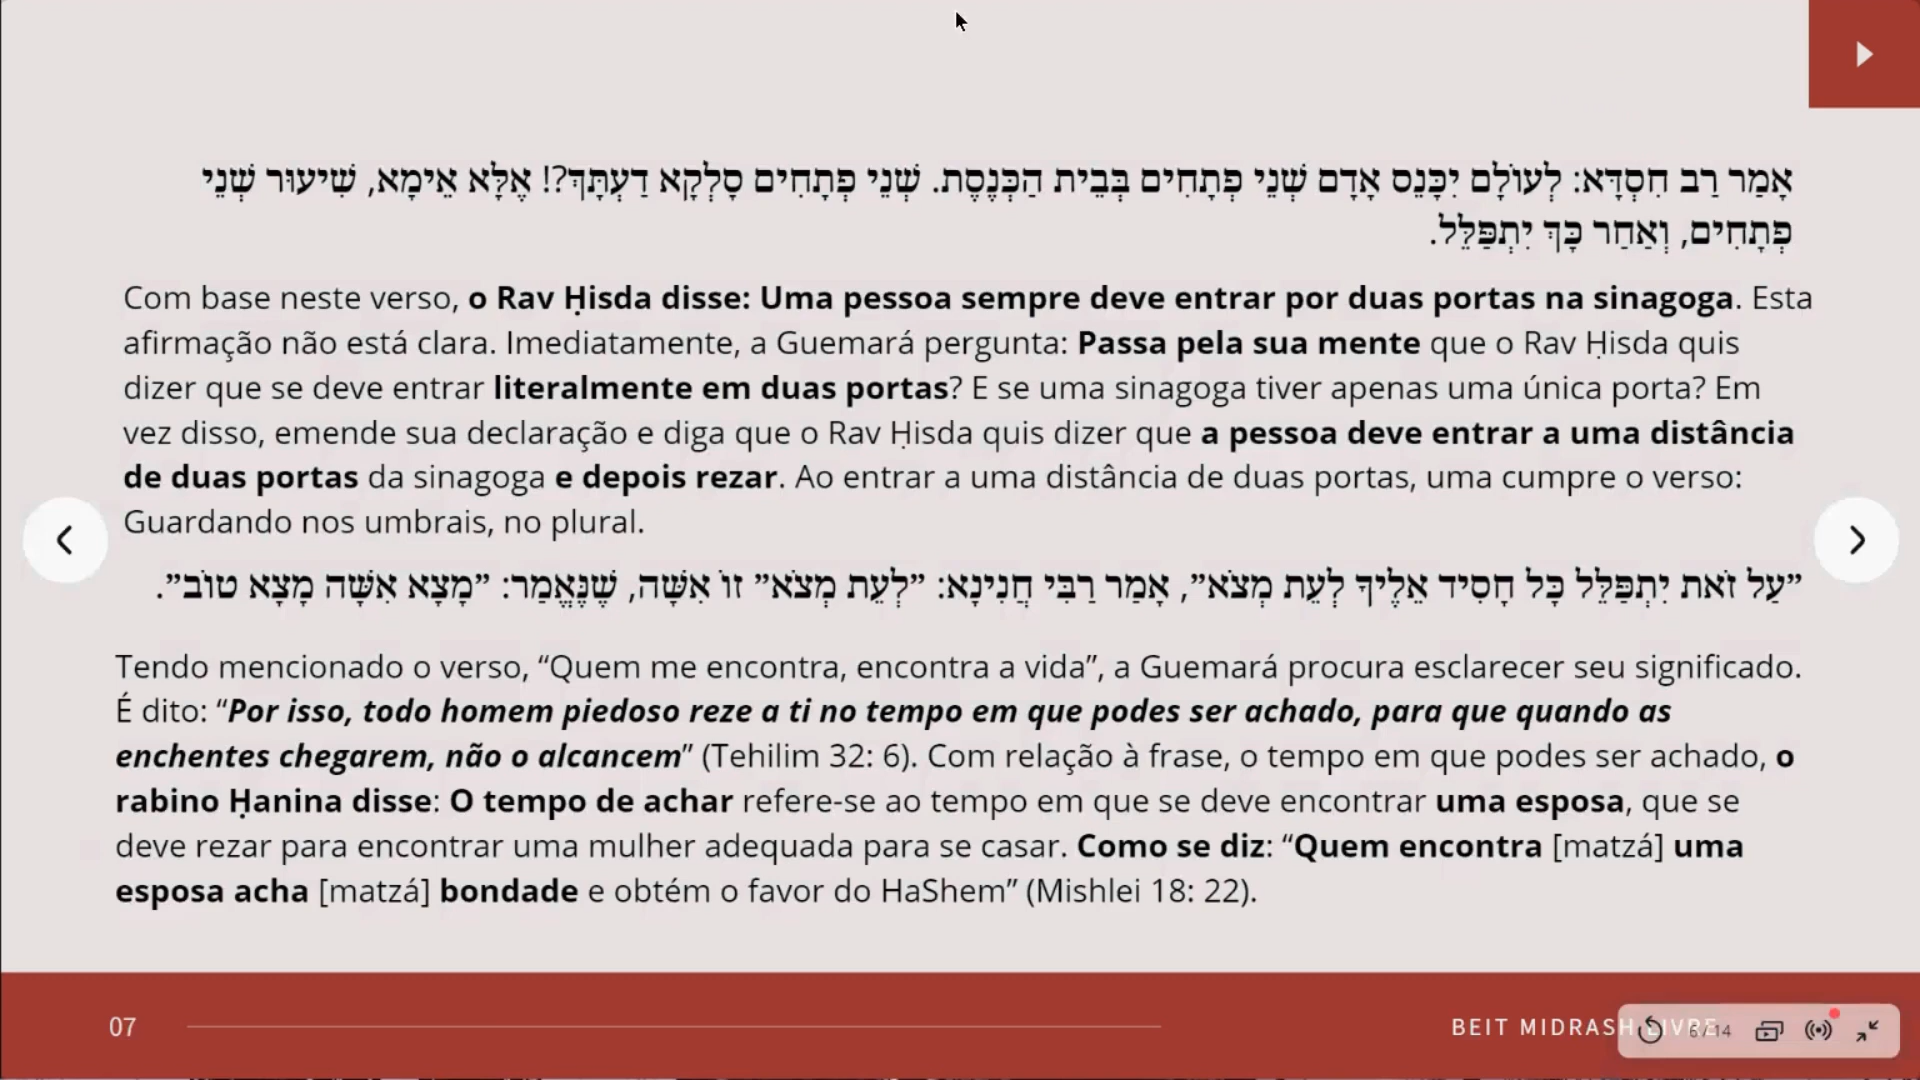 אָמַר רַב חִסְדָּא: לְעוֹלָם יִכָּנֵס אָדָם שְׁנֵי פְּתָחִים בְּבֵית הַכְּנֶסֶת. שְׁנֵי פְּתָחִים סָלְקָא דַעְתָּךְ?! אֶלָּא אֵימָא, שִׁיעוּר שְׁנֵי
פְּתָחִים, וְאַחַר כָּךְ יִתְפַּלֵּל.
Com base neste verso, o Rav Ḥisda disse: Uma pessoa sempre deve entrar por duas portas na sinagoga. Esta
afirmação não está clara. Imediatamente, a Guemará pergunta: Passa pela sua mente que o Rav Ḥisda quis
dizer que se deve entrar literalmente em duas portas? E se uma sinagoga tiver apenas uma única porta? Em
vez disso, emende sua declaração e diga que o Rav Ḥisda quis dizer que a pessoa deve entrar a uma distância
de duas portas da sinagoga e depois rezar. Ao entrar a uma distância de duas portas, uma cumpre o verso:
Guardando nos umbrais, no plural.
”עַל זֹאת יִתְפַּלֵּל כָּל חָסִיד אֵלֶיךָ לְעֵת מְצֹא”, אָמַר רַבִּי חֲנִינָא: ”לְעֵת מְצֹא” זוֹ אִשָּׁה, שֶׁנֶּאֱמַר: ”מָצָא אִשָּׁה מָצָא טוֹב”.
Tendo mencionado o verso, “Quem me encontra, encontra a vida”, a Guemará procura esclarecer seu significado.
É dito: “Por isso, todo homem piedoso reze a ti no tempo em que podes ser achado, para que quando as
enchentes chegarem, não o alcancem” (Tehilim 32: 6). Com relação à frase, o tempo em que podes ser achado, o
rabino Ḥanina disse: O tempo de achar refere-se ao tempo em que se deve encontrar uma esposa, que se
deve rezar para encontrar uma mulher adequada para se casar. Como se diz: “Quem encontra [matzá] uma
esposa acha [matzá] bondade e obtém o favor do HaShem” (Mishlei 18: 22).
07
BEIT MIDRASH LIVRE
6 / 14